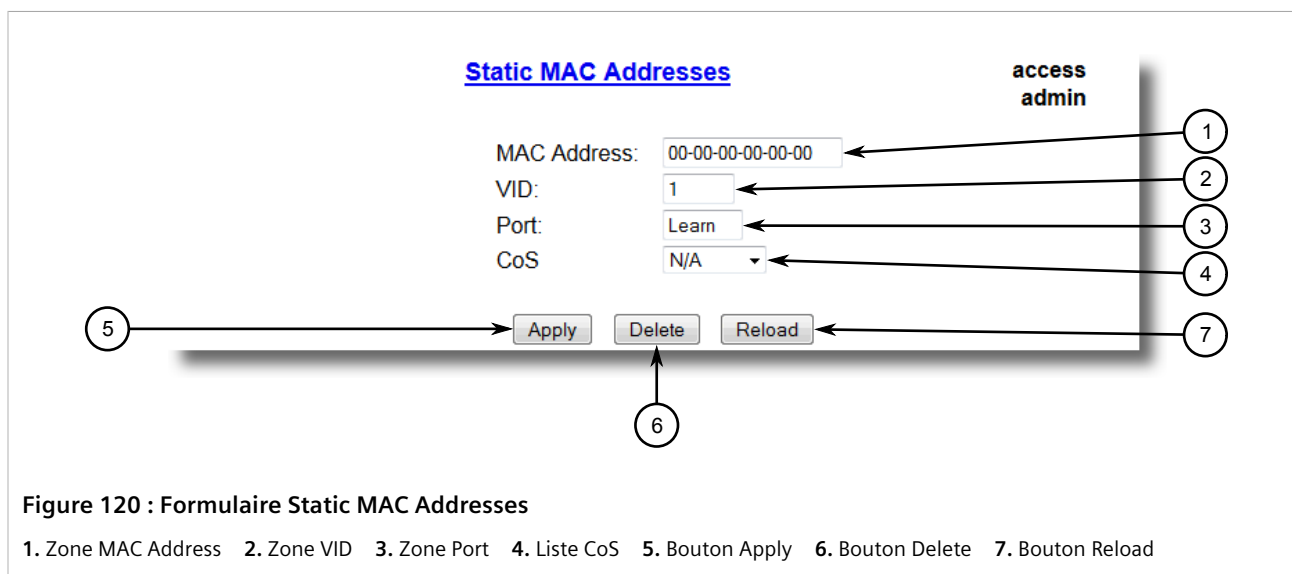 Static MAC Addresses
access
admin
MAC Address: 00-00-00-00-00-00
1
VID: 1
2
Port: Learn
3
CoS N/A
4
5
Apply Delete Reload
7
6
Figure 120 : Formulaire Static MAC Addresses
1. Zone MAC Address 2. Zone VID 3. Zone Port 4. Liste CoS 5. Bouton Apply 6. Bouton Delete 7. Bouton Reload